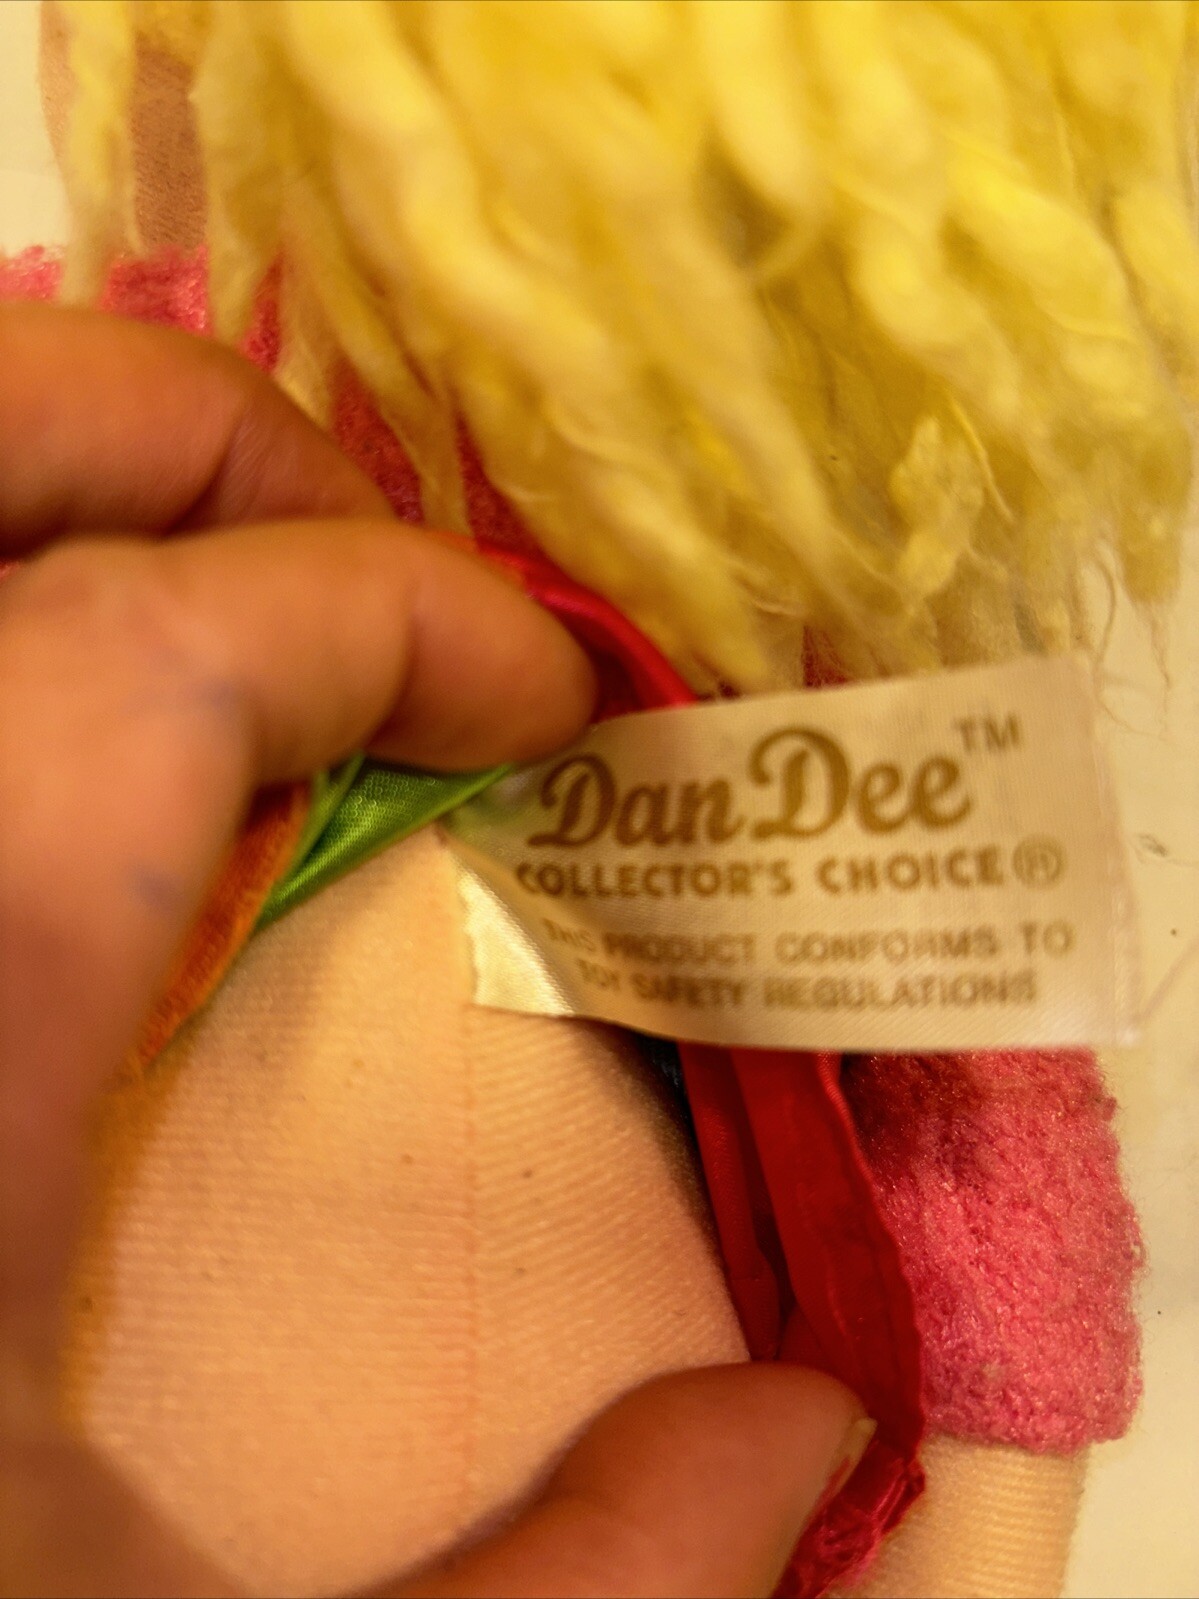 Dan Dee™
COLLECTOR'S CHOICE®
THIS PRODUCT CONFORMS TO
TOY SAFETY REGULATIONS